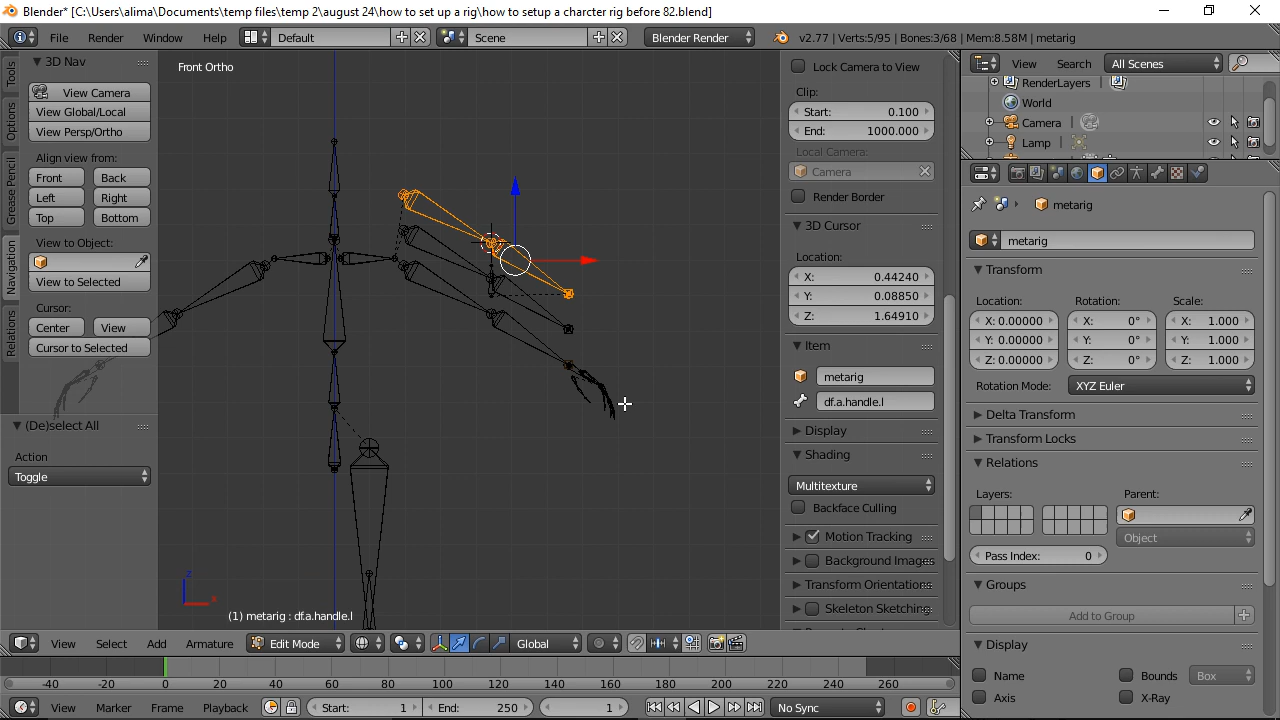 Blender* [C:\Users\alima\Documents\temp files\temp 2\august 24\how to set up a rig\how to setup a charcter rig before 82.blend]
File Render Window Help Default Scene Blender Render v2.77 | Verts:5/95 | Bones:3/68 | Mem:8.58M | metarig
Tools
Options
Grease Pencil
Navigation
Relations
3D Nav
View Camera
View Global/Local
View Persp/Ortho
Align view from:
Front Back
Left Right
Top Bottom
View to Object:
View to Selected
Cursor:
Center View
Cursor to Selected
(De)select All
Action
Toggle
Front Ortho
z
x
(1) metarig : df.a.handle.l
Lock Camera to View
Clip:
Start: 0.100
End: 1000.000
Local Camera:
Camera
Render Border
3D Cursor
Location:
X: 0.44240
Y: 0.08850
Z: 1.64910
Item
metarig
df.a.handle.l
Display
Shading
Multitexture
Backface Culling
Motion Tracking
Background Images
Transform Orientations
Skeleton Sketching
View Search All Scenes
RenderLayers
World
Camera
Lamp
metarig
metarig
Transform
Location: Rotation: Scale:
X: 0.00000 X: 0° X: 1.000
Y: 0.00000 Y: 0° Y: 1.000
Z: 0.00000 Z: 0° Z: 1.000
Rotation Mode: XYZ Euler
Delta Transform
Transform Locks
Relations
Layers: Parent:
Object
Pass Index: 0
Groups
Add to Group
Display
Name Bounds Box
Axis X-Ray
View Select Add Armature Edit Mode Global
-40 -20 0 20 40 60 80 100 120 140 160 180 200 220 240 260
View Marker Frame Playback Start: 1 End: 250 1 No Sync